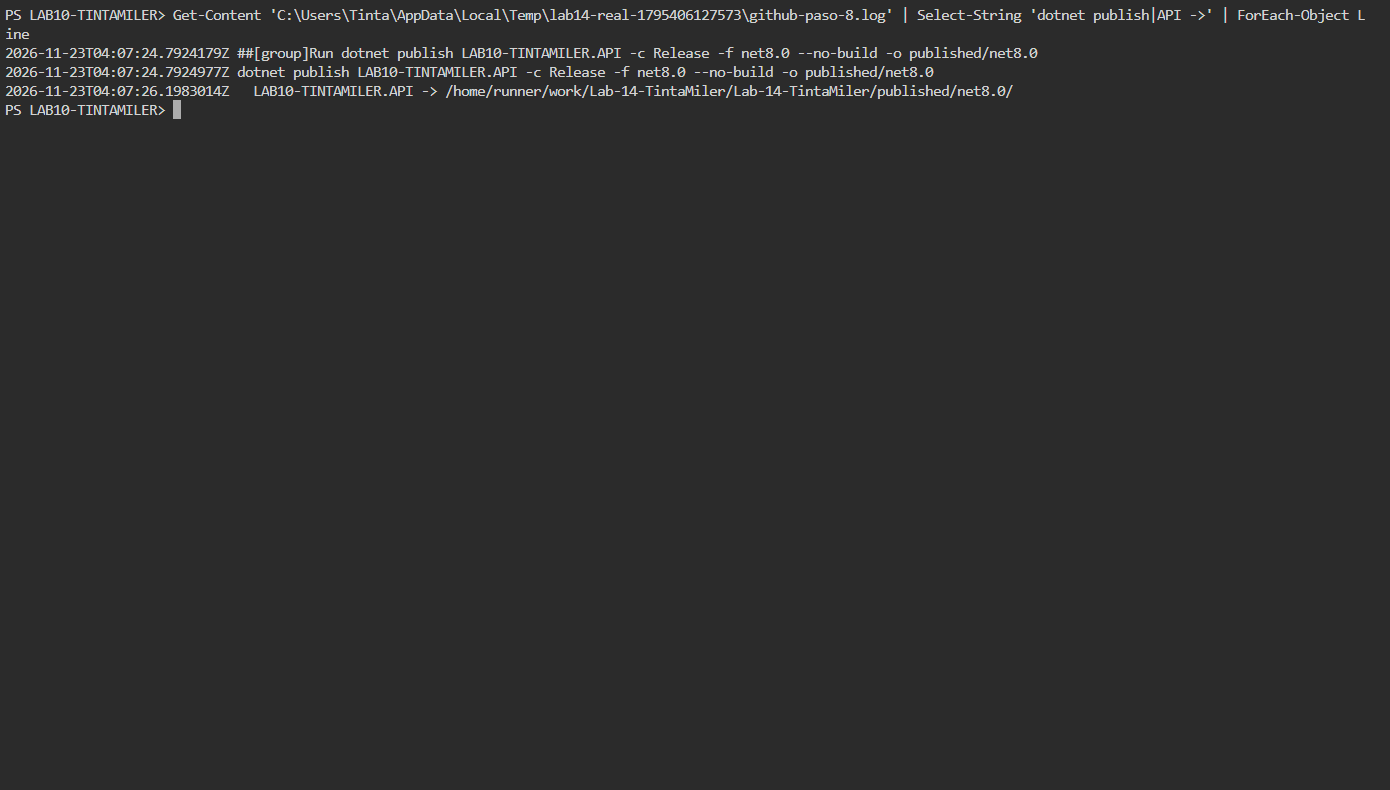 PS LAB10-TINTAMILER> Get-Content 'C:\Users\Tinta\AppData\Local\Temp\lab14-real-1795406127573\github-paso-8.log' | Select-String 'dotnet publish|API ->' | ForEach-Object L
ine
2026-11-23T04:07:24.7924179Z ##[group]Run dotnet publish LAB10-TINTAMILER.API -c Release -f net8.0 --no-build -o published/net8.0
2026-11-23T04:07:24.7924977Z dotnet publish LAB10-TINTAMILER.API -c Release -f net8.0 --no-build -o published/net8.0
2026-11-23T04:07:26.1983014Z   LAB10-TINTAMILER.API -> /home/runner/work/Lab-14-TintaMiler/Lab-14-TintaMiler/published/net8.0/
PS LAB10-TINTAMILER>